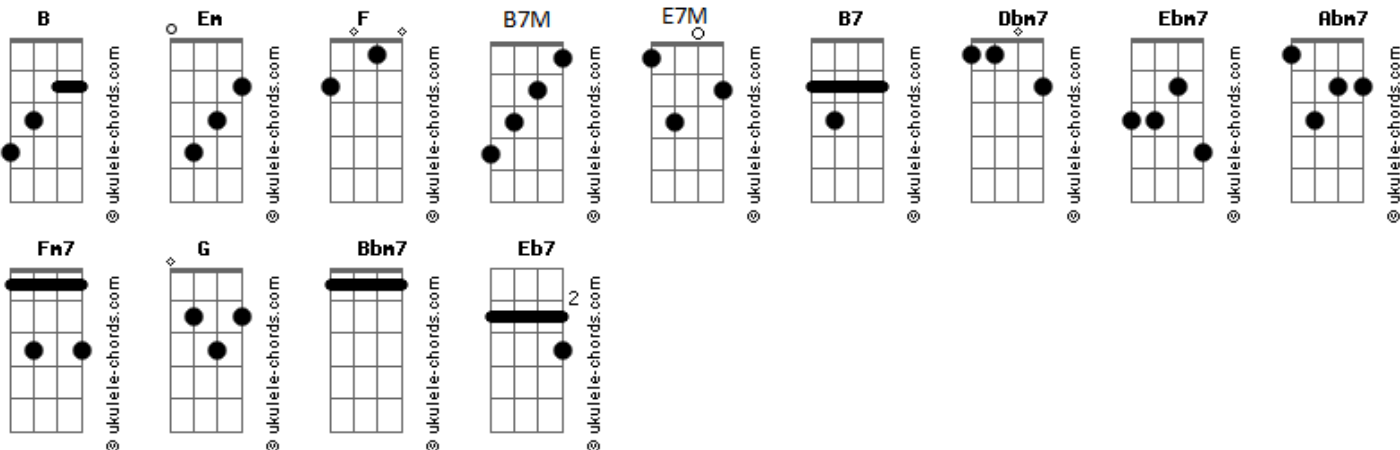 B Em F B7M E7M B7 Dbm7 Ebm7 Abm7
© ukulele-chords.com © ukulele-chords.com © ukulele-chords.com © ukulele-chords.com © ukulele-chords.com © ukulele-chords.com © ukulele-chords.com © ukulele-chords.com © ukulele-chords.com
Fm7 G Bbm7 Eb7
2
© ukulele-chords.com © ukulele-chords.com © ukulele-chords.com © ukulele-chords.com